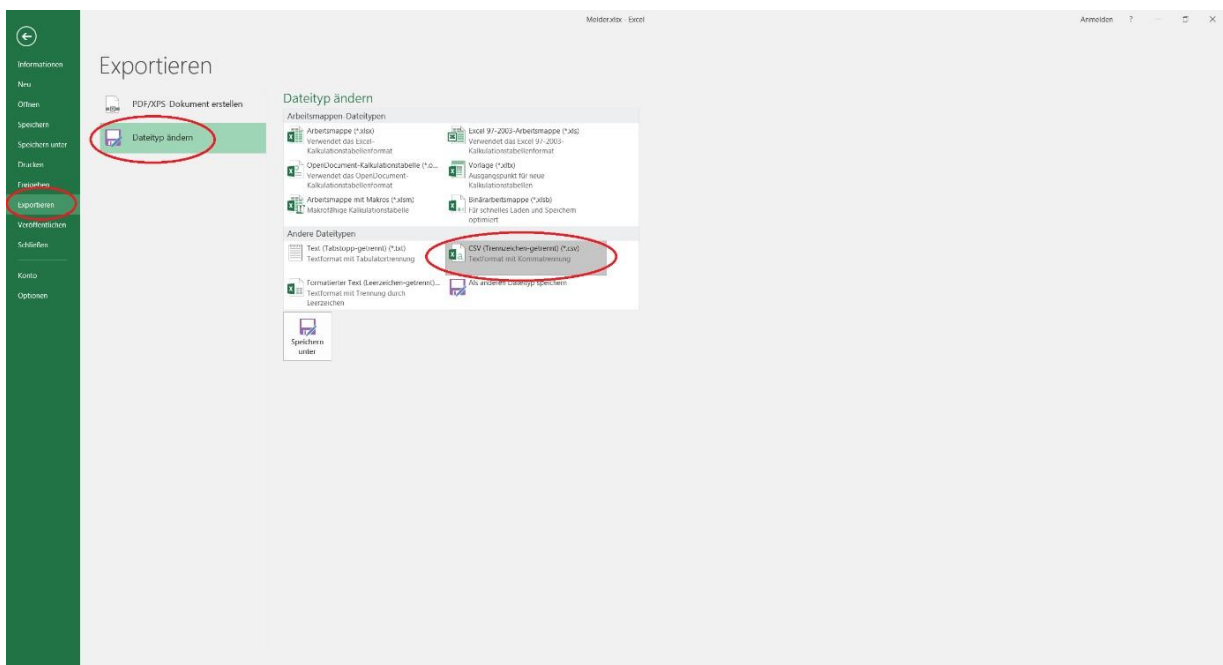 Melder.xlsx - Excel
Anmelden ?
Informationen
Neu
Öffnen
Speichern
Speichern unter
Drucken
Freigeben
Exportieren
Veröffentlichen
Schließen
Konto
Optionen
Exportieren
PDF/XPS-Dokument erstellen
Dateityp ändern
Dateityp ändern
Arbeitsmappen-Dateitypen
Arbeitsmappe (*.xlsx)
Verwendet das Excel-
Kalkulationstabellenformat
Excel 97-2003-Arbeitsmappe (*.xls)
Verwendet das Excel 97-2003-
Kalkulationstabellenformat
OpenDocument-Kalkulationstabelle (*.o...
Verwendet das OpenDocument-
Kalkulationstabellenformat
Vorlage (*.xltx)
Ausgangspunkt für neue
Kalkulationstabellen
Arbeitsmappe mit Makros (*.xlsm)
Makrofähige Kalkulationstabelle
Binärarbeitsmappe (*.xlsb)
Für schnelles Laden und Speichern
optimiert
Andere Dateitypen
Text (Tabstopp-getrennt) (*.txt)
Textformat mit Tabulatortrennung
CSV (Trennzeichen-getrennt) (*.csv)
Textformat mit Kommatrennung
Formatierter Text (Leerzeichen-getrennt)...
Textformat mit Trennung durch
Leerzeichen
Als anderen Dateityp speichern
Speichern
unter